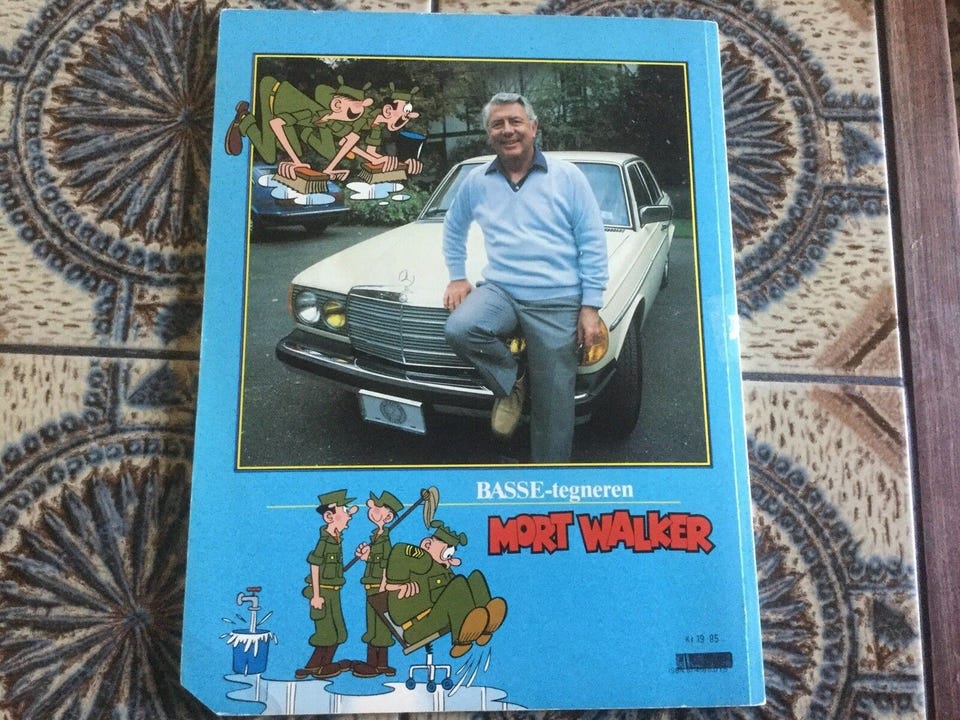 BASSE-tegneren
MORT WALKER
Kr 19 85